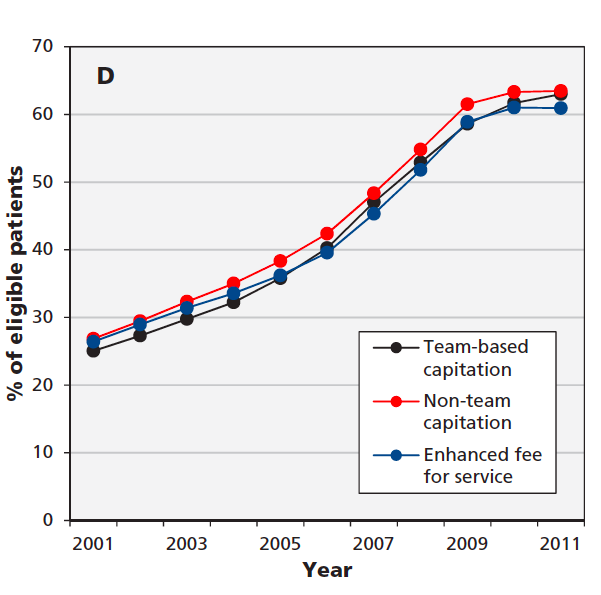 D
% of eligible patients
70
60
50
40
30
20
10
0
Team-based
capitation
Non-team
capitation
Enhanced fee
for service
2001 2003 2005 2007 2009 2011
Year